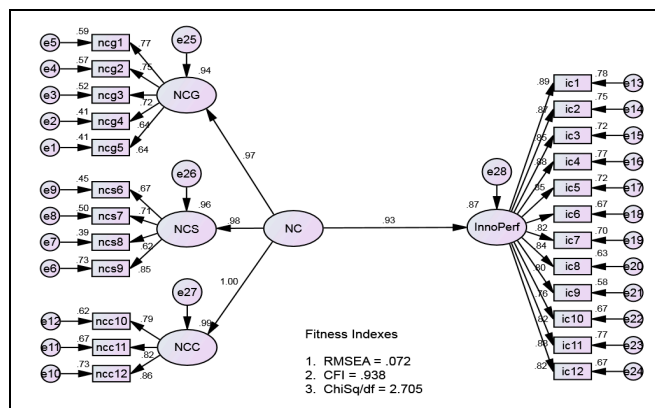 e5 .59 ncg1 .77
e4 .57 ncg2 .75
e3 .52 ncg3 .72
e2 .41 ncg4 .64
e1 .41 ncg5 .64
e25
.94
NCG
.97
e9 .45 ncs6 .67
e8 .50 ncs7 .71
e7 .39 ncs8 .62
e6 .73 ncs9 .85
e26
.96
NCS
.98
NC
.93
e12 .62 ncc10 .79
e11 .67 ncc11 .82
e10 .73 ncc12 .86
e27
.99
NCC
1.00
e28
.87
InnoPerf
.89 ic1 .78 e13
.87 ic2 .75 e14
.85 ic3 .72 e15
.88 ic4 .77 e16
.85 ic5 .72 e17
ic6 .67 e18
.82 ic7 .70 e19
.84 ic8 .63 e20
.80 ic9 .58 e21
.76 ic10 .67 e22
.82 ic11 .77 e23
.88
.82 ic12 .67 e24
Fitness Indexes
1. RMSEA = .072
2. CFI = .938
3. ChiSq/df = 2.705